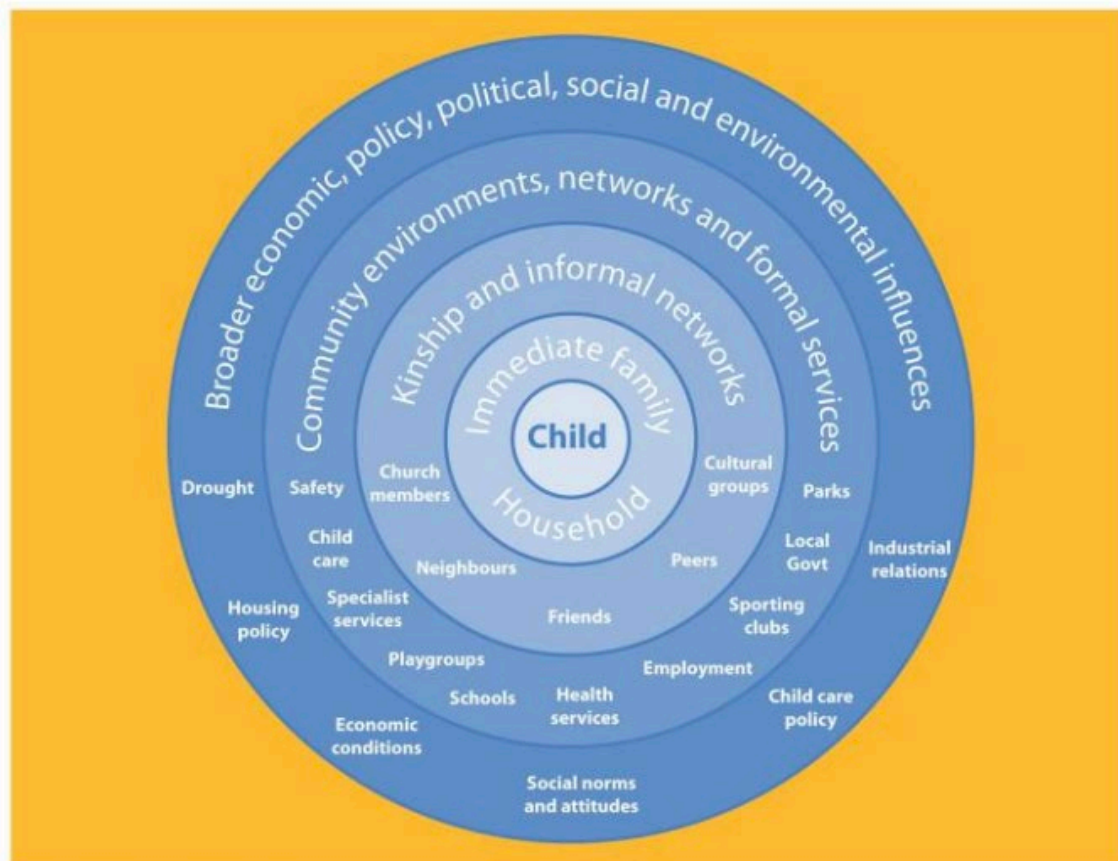 Broader economic, policy, political, social and environmental influences
Community environments, networks and formal services
Kinship and informal networks
Immediate family
Child
Household
Church
members
Cultural
groups
Neighbours
Peers
Friends
Safety
Parks
Child
care
Local
Govt
Specialist
services
Sporting
clubs
Playgroups
Employment
Schools
Health
services
Drought
Industrial
relations
Housing
policy
Child care
policy
Economic
conditions
Social norms
and attitudes